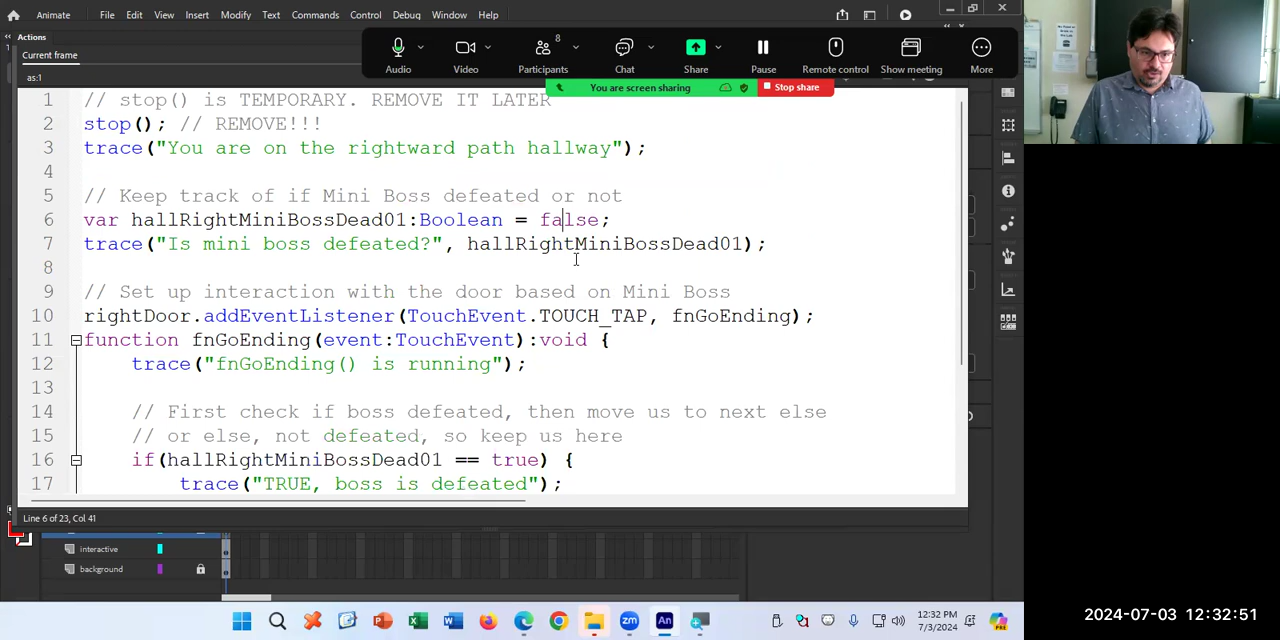 Animate File Edit View Insert Modify Text Commands Control Debug Window Help
Actions
Current frame
as:1
Audio Video 8 Participants Chat Share Pause Remote control Show meeting More
You are screen sharing Stop share
1 // stop() is TEMPORARY. REMOVE IT LATER
2 stop(); // REMOVE!!!
3 trace("You are on the rightward path hallway");
4
5 // Keep track of if Mini Boss defeated or not
6 var hallRightMiniBossDead01:Boolean = false;
7 trace("Is mini boss defeated?", hallRightMiniBossDead01);
8
9 // Set up interaction with the door based on Mini Boss
10 rightDoor.addEventListener(TouchEvent.TOUCH_TAP, fnGoEnding);
11 function fnGoEnding(event:TouchEvent):void {
12 trace("fnGoEnding() is running");
13
14 // First check if boss defeated, then move us to next else
15 // or else, not defeated, so keep us here
16 if(hallRightMiniBossDead01 == true) {
17 trace("TRUE, boss is defeated");
Line 6 of 23, Col 41
interactive
background
12:32 PM
7/3/2024
2024-07-03 12:32:51